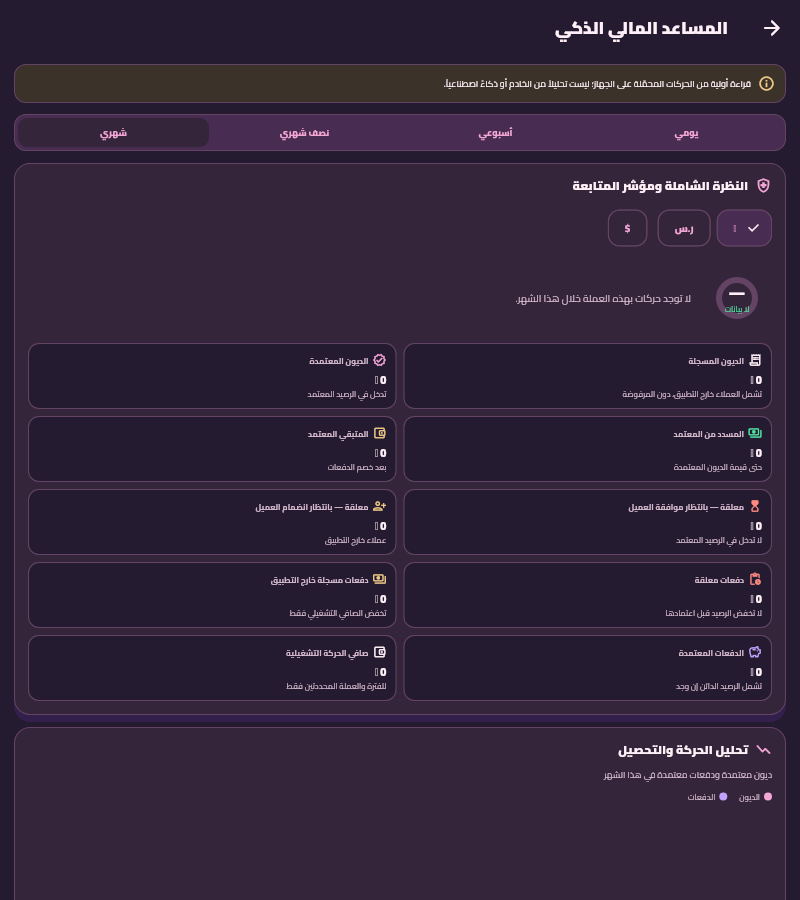 المساعد المالي الذكي
قراءة أولية من الحركات المحمّلة على الجهاز؛ ليست تحليلاً من الخادم أو ذكاءً اصطناعياً.
يومي
أسبوعي
نصف شهري
شهري
النظرة الشاملة ومؤشر المتابعة
ر.س
$
—
لا بيانات
لا توجد حركات بهذه العملة خلال هذا الشهر.
الديون المسجلة
0
تشمل العملاء خارج التطبيق، دون المرفوضة
الديون المعتمدة
0
تدخل في الرصيد المعتمد
المسدد من المعتمد
0
حتى قيمة الديون المعتمدة
المتبقي المعتمد
0
بعد خصم الدفعات
معلقة — بانتظار موافقة العميل
0
لا تدخل في الرصيد المعتمد
معلقة — بانتظار انضمام العميل
0
عملاء خارج التطبيق
دفعات معلقة
0
لا تخفض الرصيد قبل اعتمادها
دفعات مسجلة خارج التطبيق
0
تخفض الصافي التشغيلي فقط
الدفعات المعتمدة
0
تشمل الرصيد الدائن إن وجد
صافي الحركة التشغيلية
0
للفترة والعملة المحددتين فقط
تحليل الحركة والتحصيل
ديون معتمدة ودفعات معتمدة في هذا الشهر
الديون
الدفعات